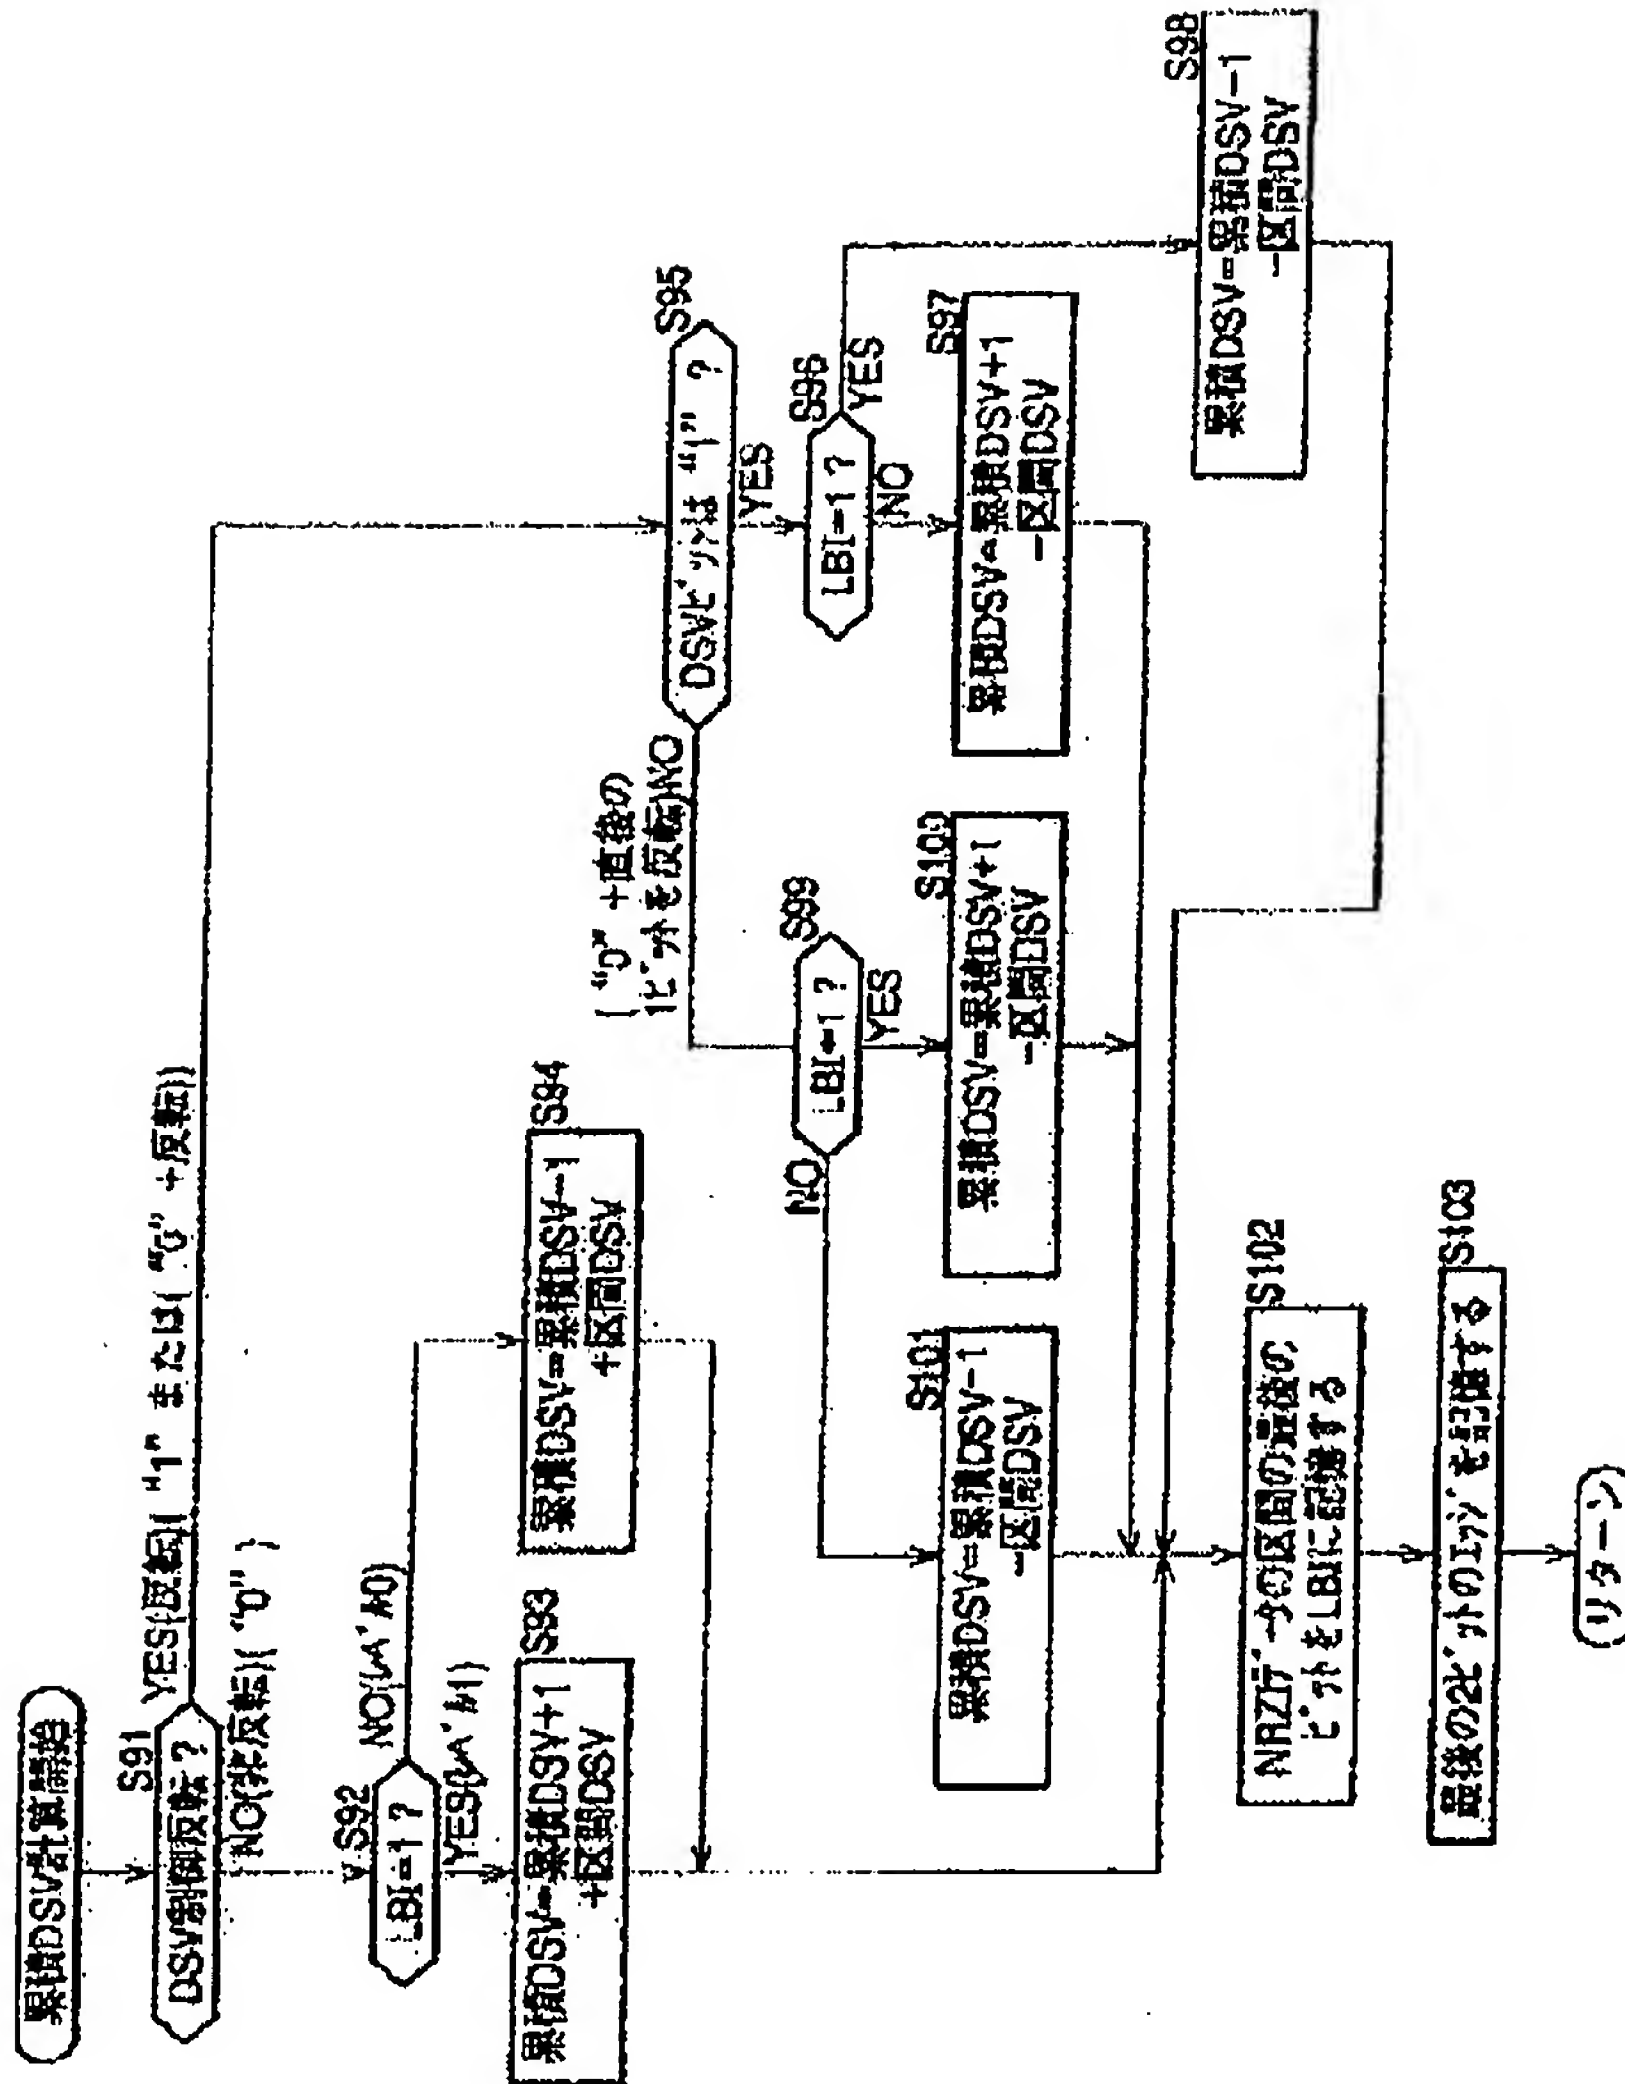 累積DSV計算開始
S91
DSV制御反転？
YES(反転)( "1" または( "0" +反転))
NO(非反転)( "0" )
S92
LBI=1？
NO(レベル0)
YES(レベル1)
S93
累積DSV=累積DSV+1
+区間DSV
S94
累積DSV=累積DSV-1
+区間DSV
S95
DSVビットは "1" ？
YES
( "0" +直後の
1ビットを反転)NO
S96
LBI=1？
YES
NO
S97
累積DSV=累積DSV+1
-区間DSV
S98
累積DSV=累積DSV-1
-区間DSV
S99
LBI=1？
YES
NO
S100
累積DSV=累積DSV+1
-区間DSV
S101
累積DSV=累積DSV-1
-区間DSV
S102
NRZIデータの区間の最後の
ビットをLBIに記憶する
S103
最後の2ビットのエッジを記憶する
リターン